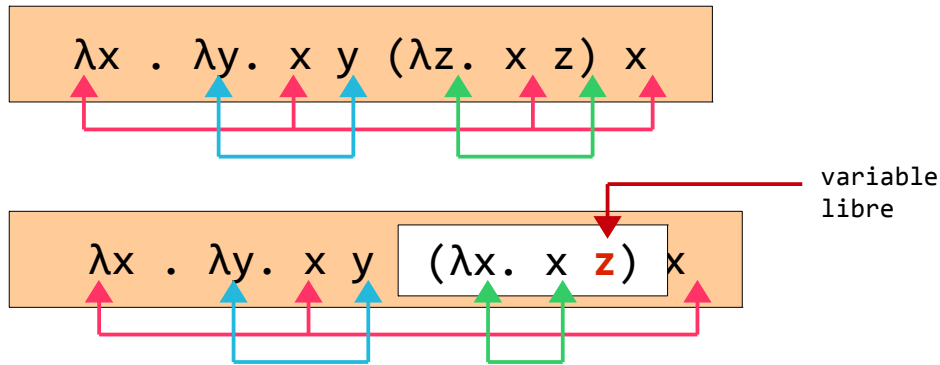 λx . λy. x y (λz. x z) x
variable
libre
λx . λy. x y (λx. x z) x